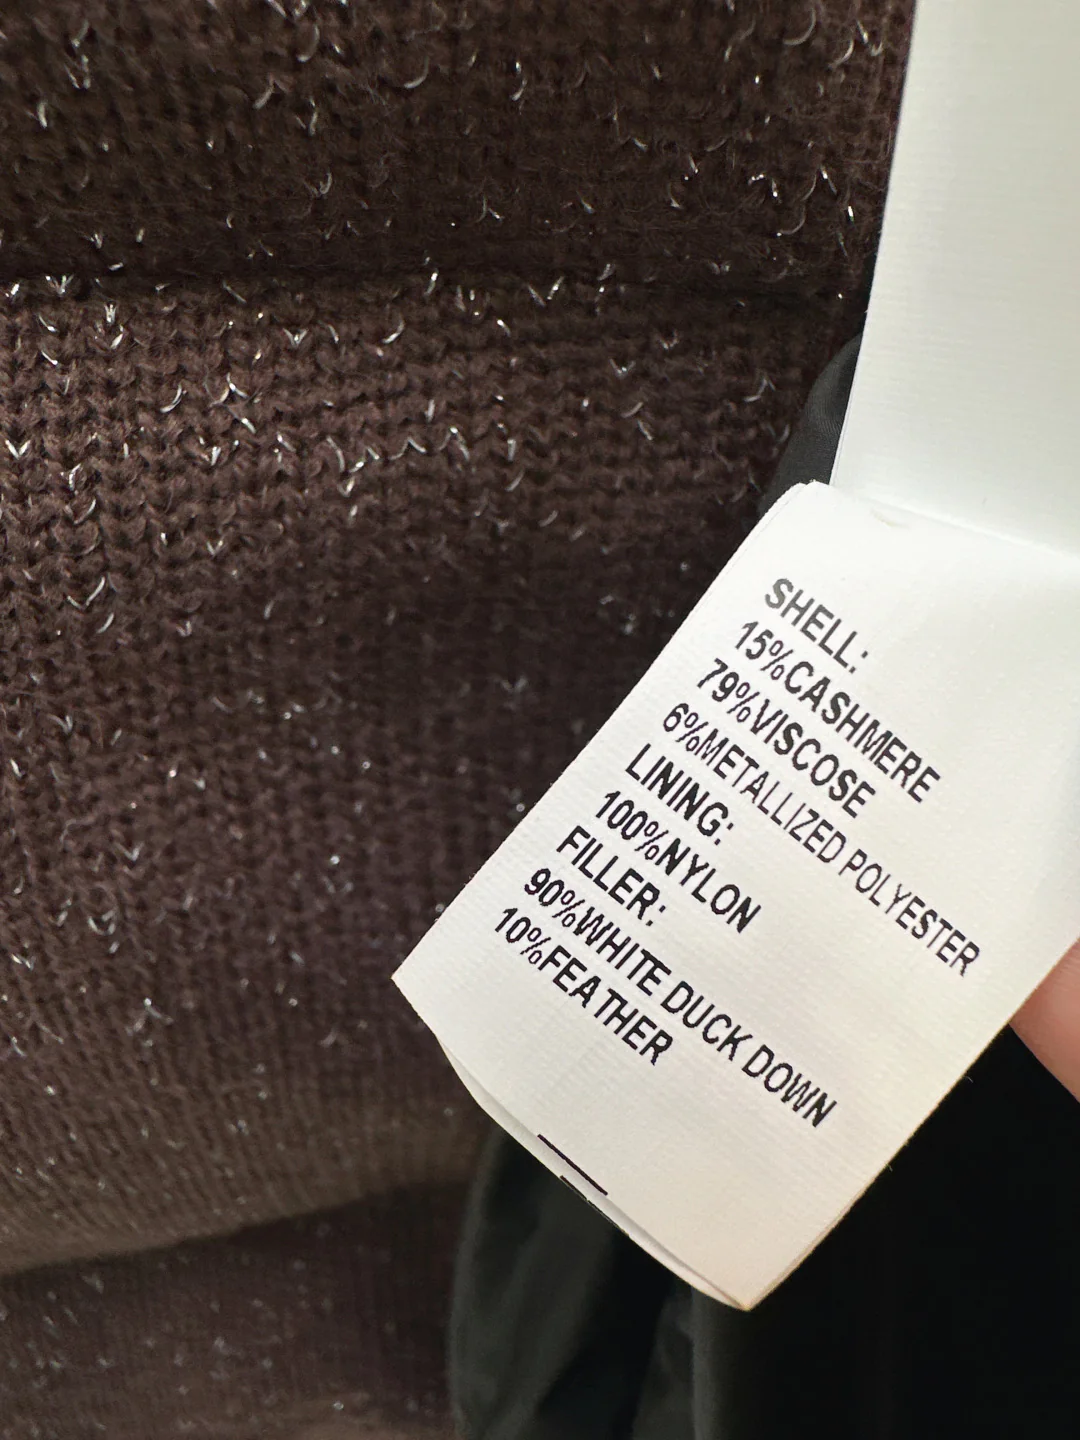 SHELL:
15%CASHMERE
79%VISCOSE
6%METALLIZED POLYESTER
LINING:
100%NYLON
FILLER:
90%WHITE DUCK DOWN
10%FEATHER